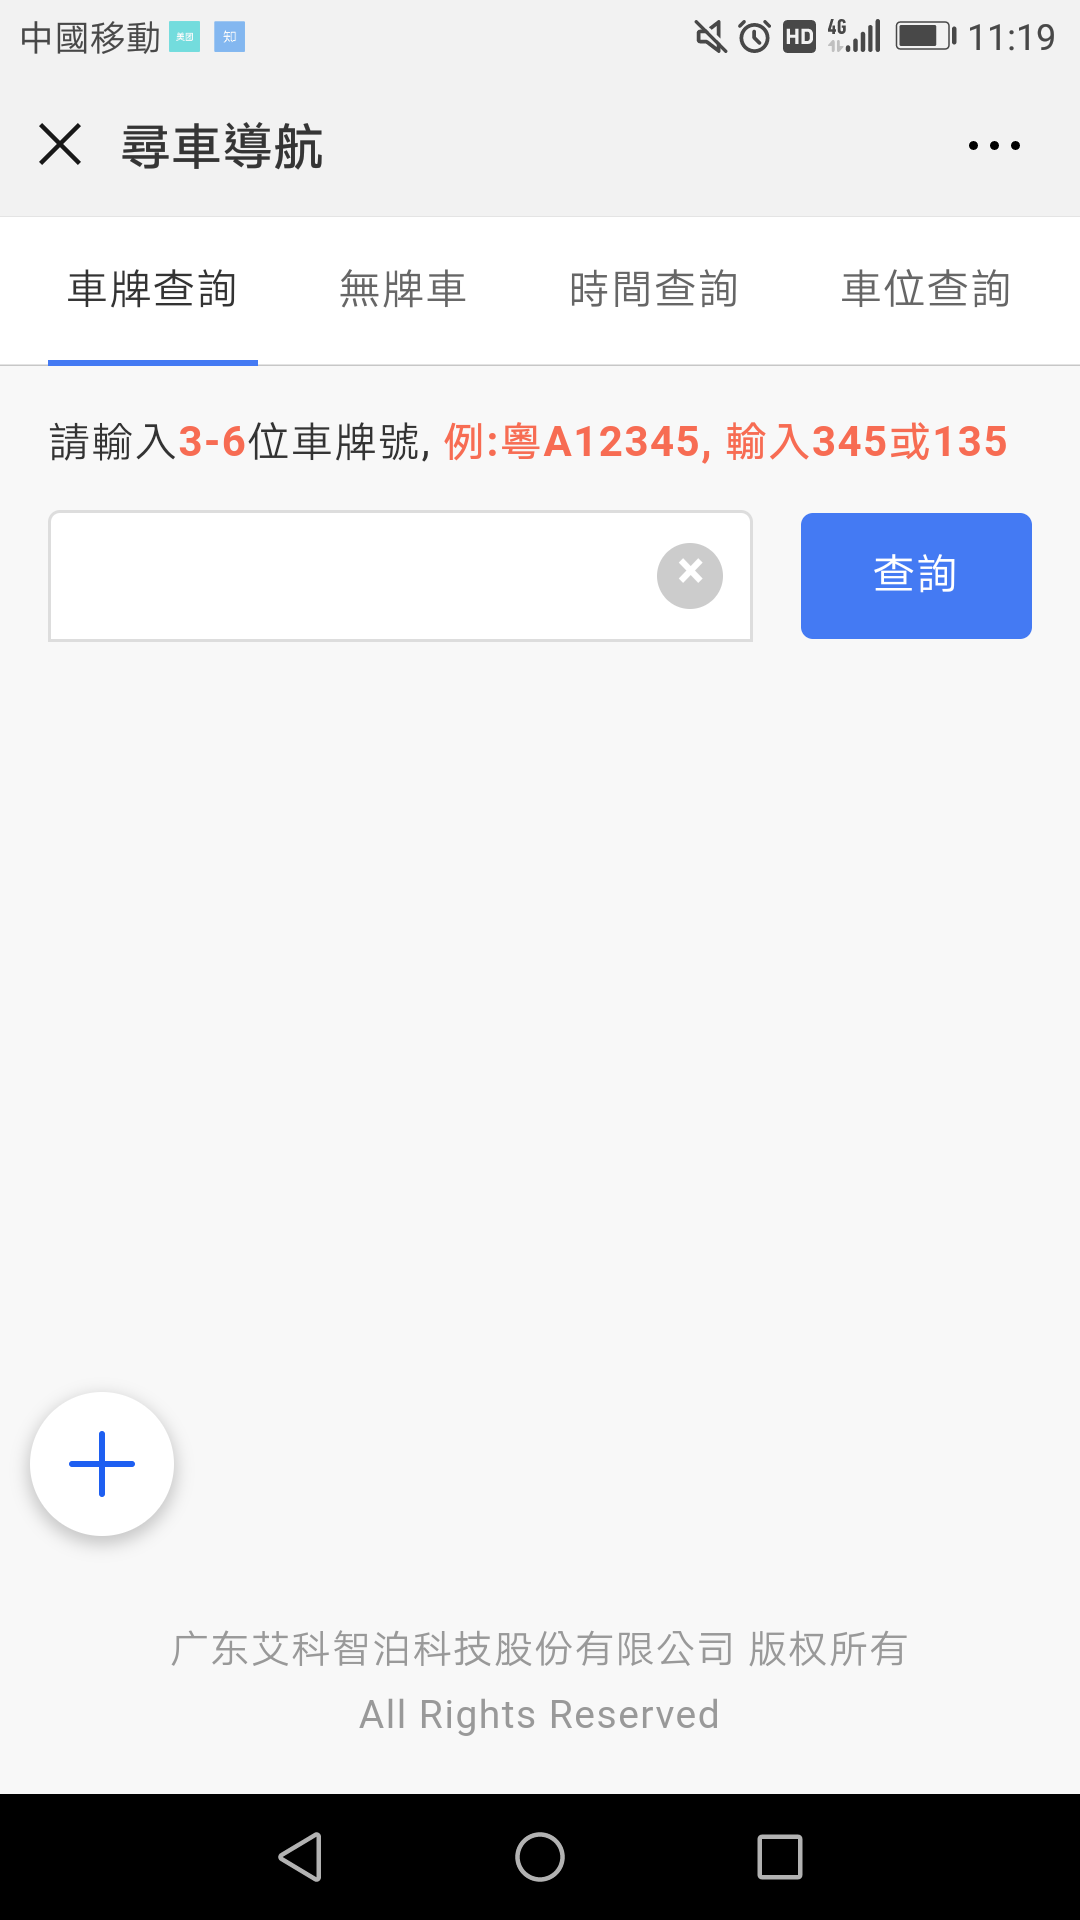 中國移動 美团 知 HD 4G 11:19
尋車導航
車牌查詢 無牌車 時間查詢 車位查詢
請輸入3-6位車牌號, 例:粵A12345, 輸入345或135
查詢
广东艾科智泊科技股份有限公司 版权所有
All Rights Reserved